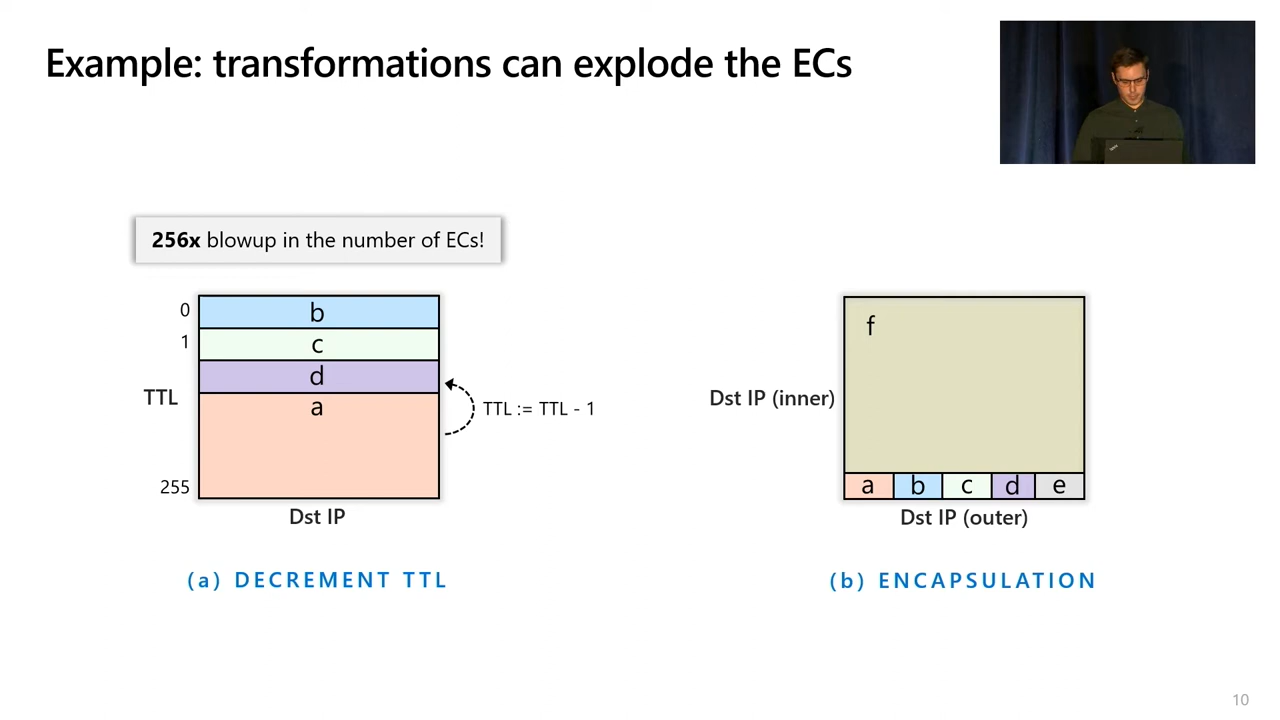 Example: transformations can explode the ECs
256x blowup in the number of ECs!
0
1
TTL
255
b
c
d
a
TTL := TTL - 1
Dst IP
(a) DECREMENT TTL
f
Dst IP (inner)
a b c d e
Dst IP (outer)
(b) ENCAPSULATION
10